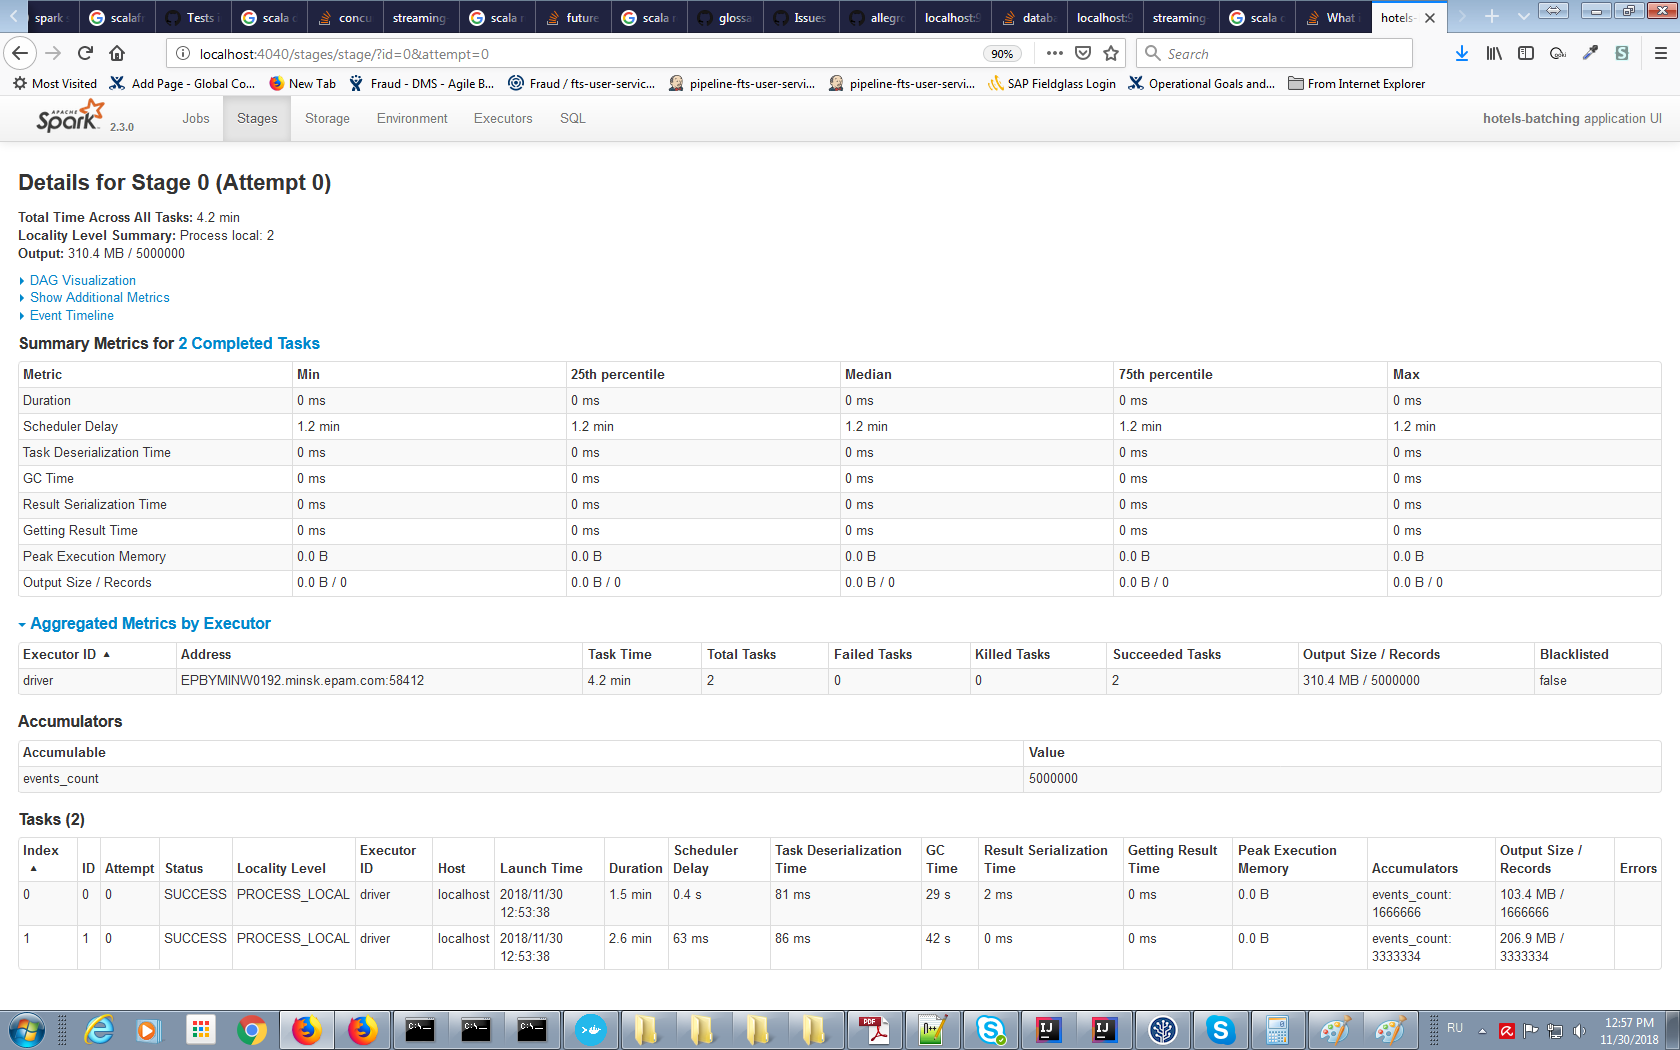 spark s
scalafr
Tests i
scala c
concu
streaming-
scala r
future
scala r
glossa
Issues
allegro
localhost:9
databa
localhost:9
streaming-
scala c
What i
hotels-
localhost:4040/stages/stage/?id=0&attempt=0
90%
Search
Most Visited
Add Page - Global Co...
New Tab
Fraud - DMS - Agile B...
Fraud / fts-user-servic...
pipeline-fts-user-servi...
pipeline-fts-user-servi...
SAP Fieldglass Login
Operational Goals and...
From Internet Explorer
APACHE Spark 2.3.0
Jobs
Stages
Storage
Environment
Executors
SQL
hotels-batching application UI
Details for Stage 0 (Attempt 0)
Total Time Across All Tasks: 4.2 min
Locality Level Summary: Process local: 2
Output: 310.4 MB / 5000000
DAG Visualization
Show Additional Metrics
Event Timeline
Summary Metrics for 2 Completed Tasks
Metric Min 25th percentile Median 75th percentile Max
Duration 0 ms 0 ms 0 ms 0 ms 0 ms
Scheduler Delay 1.2 min 1.2 min 1.2 min 1.2 min 1.2 min
Task Deserialization Time 0 ms 0 ms 0 ms 0 ms 0 ms
GC Time 0 ms 0 ms 0 ms 0 ms 0 ms
Result Serialization Time 0 ms 0 ms 0 ms 0 ms 0 ms
Getting Result Time 0 ms 0 ms 0 ms 0 ms 0 ms
Peak Execution Memory 0.0 B 0.0 B 0.0 B 0.0 B 0.0 B
Output Size / Records 0.0 B / 0 0.0 B / 0 0.0 B / 0 0.0 B / 0 0.0 B / 0
Aggregated Metrics by Executor
Executor ID Address Task Time Total Tasks Failed Tasks Killed Tasks Succeeded Tasks Output Size / Records Blacklisted
driver EPBYMINW0192.minsk.epam.com:58412 4.2 min 2 0 0 2 310.4 MB / 5000000 false
Accumulators
Accumulable Value
events_count 5000000
Tasks (2)
Index ID Attempt Status Locality Level Executor ID Host Launch Time Duration Scheduler Delay Task Deserialization Time GC Time Result Serialization Time Getting Result Time Peak Execution Memory Accumulators Output Size / Records Errors
0 0 0 SUCCESS PROCESS_LOCAL driver localhost 2018/11/30 12:53:38 1.5 min 0.4 s 81 ms 29 s 2 ms 0 ms 0.0 B events_count: 1666666 103.4 MB / 1666666
1 1 0 SUCCESS PROCESS_LOCAL driver localhost 2018/11/30 12:53:38 2.6 min 63 ms 86 ms 42 s 0 ms 0 ms 0.0 B events_count: 3333334 206.9 MB / 3333334
RU
12:57 PM
11/30/2018